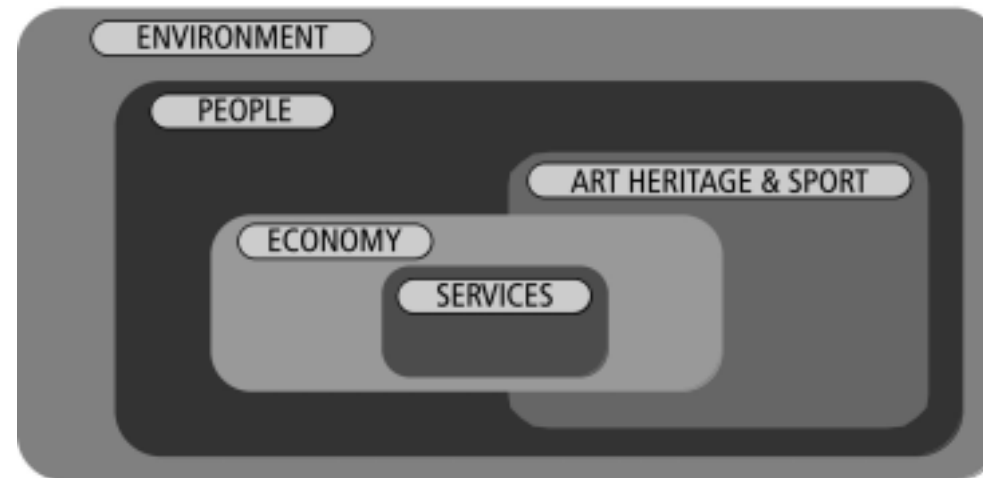 ENVIRONMENT
PEOPLE
ART HERITAGE & SPORT
ECONOMY
SERVICES